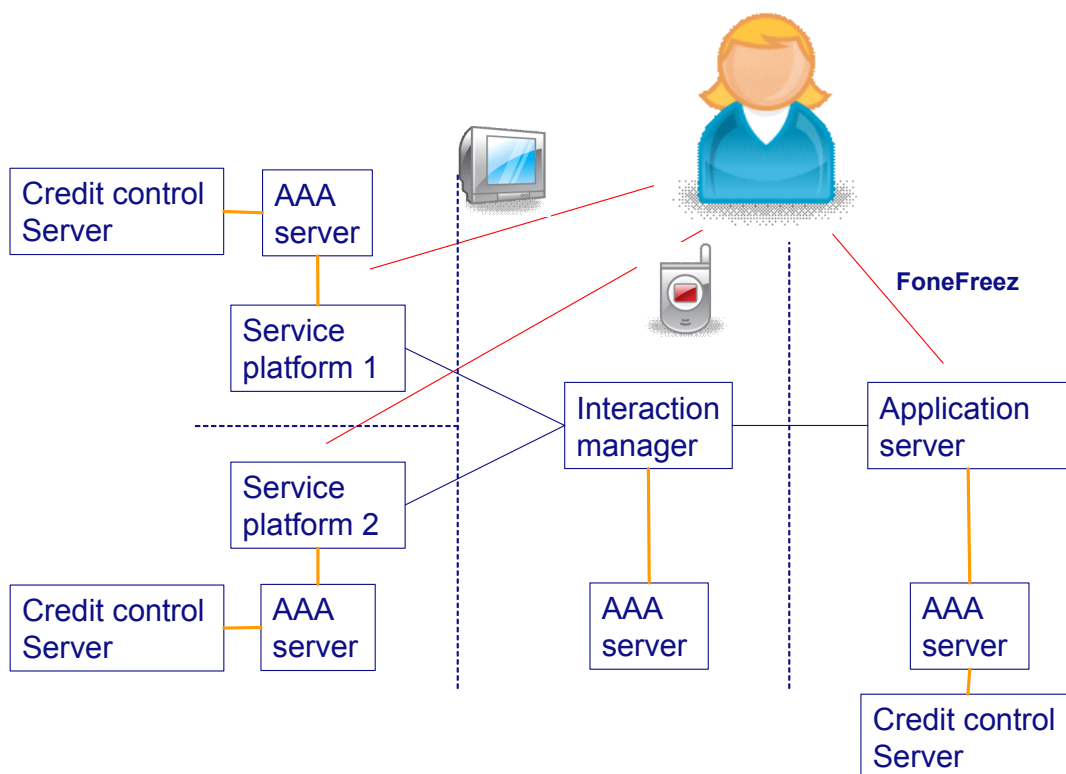 Credit control
Server
AAA
server
Service
platform 1
FoneFreez
Interaction
manager
Application
server
Service
platform 2
Credit control
Server
AAA
server
AAA
server
AAA
server
Credit control
Server